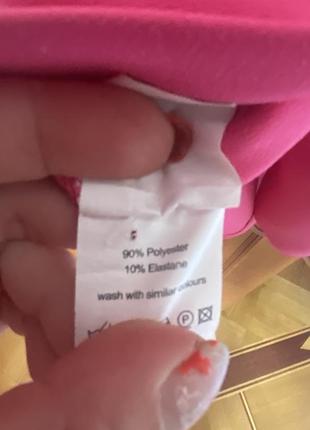 S
90% Polyester
10% Elastane
wash with similar colours
P